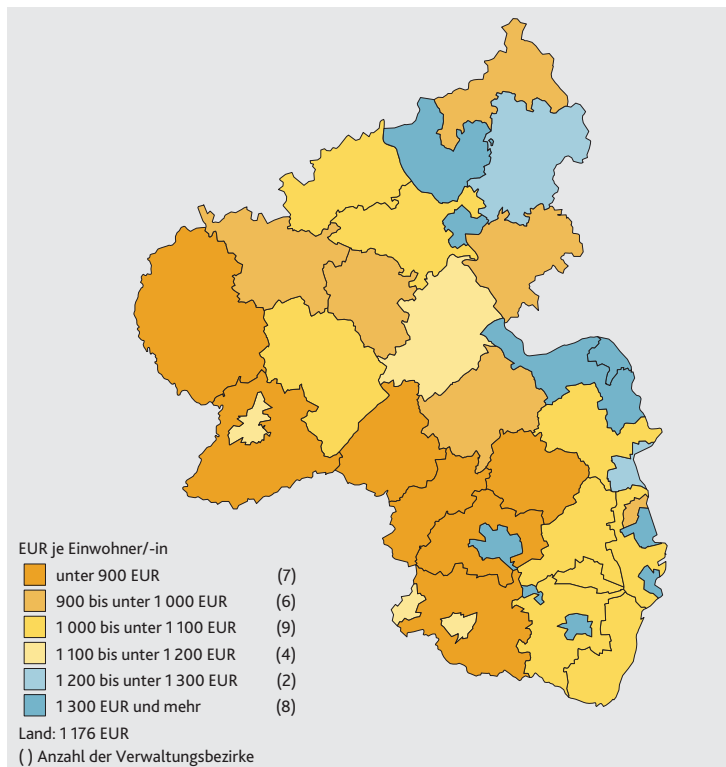 EUR je Einwohner/-in
unter 900 EUR (7)
900 bis unter 1 000 EUR (6)
1 000 bis unter 1 100 EUR (9)
1 100 bis unter 1 200 EUR (4)
1 200 bis unter 1 300 EUR (2)
1 300 EUR und mehr (8)
Land: 1 176 EUR
( ) Anzahl der Verwaltungsbezirke